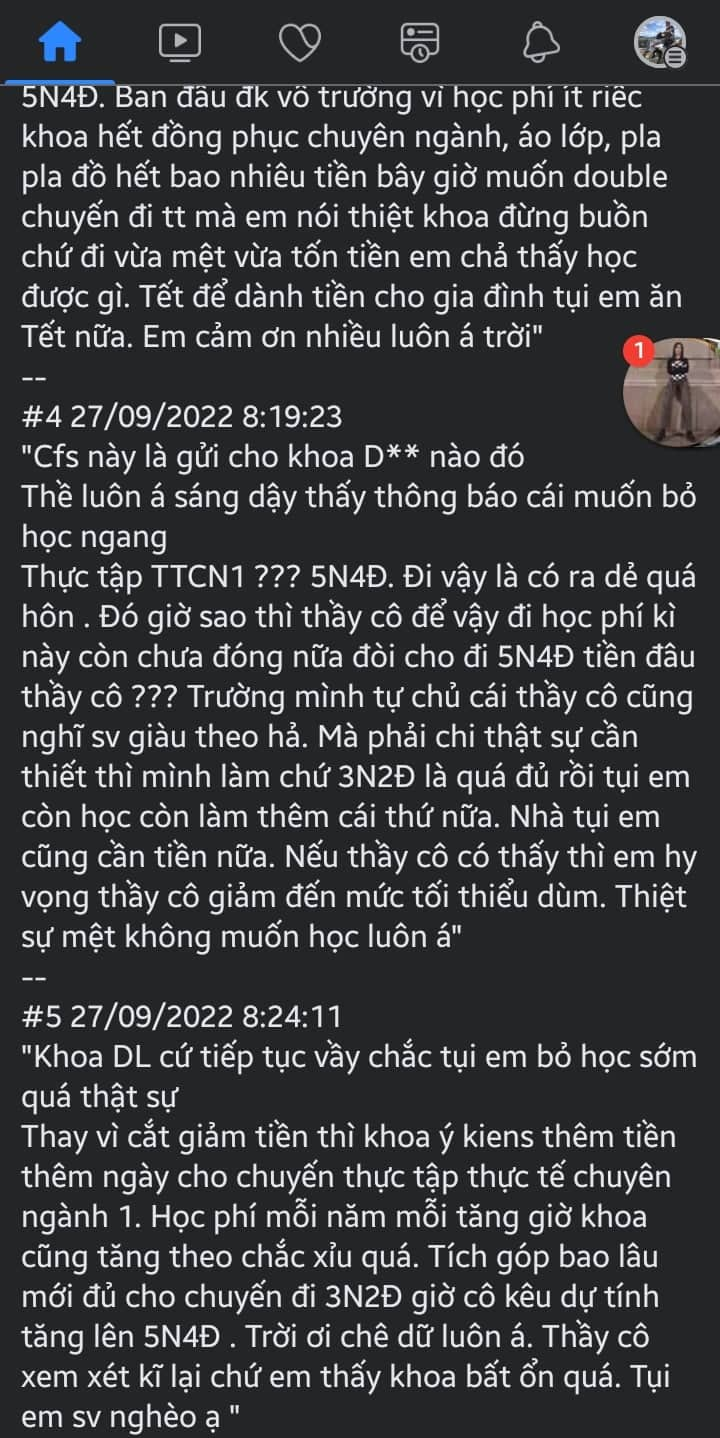 5N4Đ. Ban đầu đk vô trường vì học phí ít riếc
khoa hết đồng phục chuyên ngành, áo lớp, pla
pla đồ hết bao nhiêu tiền bây giờ muốn double
chuyến đi tt mà em nói thiệt khoa đừng buồn
chứ đi vừa mệt vừa tốn tiền em chả thấy học
được gì. Tết để dành tiền cho gia đình tụi em ăn
Tết nữa. Em cảm ơn nhiều luôn á trời"
--
1
#4 27/09/2022 8:19:23
"Cfs này là gửi cho khoa D** nào đó
Thề luôn á sáng dậy thấy thông báo cái muốn bỏ
học ngang
Thực tập TTCN1 ??? 5N4Đ. Đi vậy là có ra dẻ quá
hôn . Đó giờ sao thì thầy cô để vậy đi học phí kì
này còn chưa đóng nữa đòi cho đi 5N4Đ tiền đâu
thầy cô ??? Trường mình tự chủ cái thầy cô cũng
nghĩ sv giàu theo hả. Mà phải chi thật sự cần
thiết thì mình làm chứ 3N2Đ là quá đủ rồi tụi em
còn học còn làm thêm cái thứ nữa. Nhà tụi em
cũng cần tiền nữa. Nếu thầy cô có thấy thì em hy
vọng thầy cô giảm đến mức tối thiểu dùm. Thiệt
sự mệt không muốn học luôn á"
--
#5 27/09/2022 8:24:11
"Khoa DL cứ tiếp tục vầy chắc tụi em bỏ học sớm
quá thật sự
Thay vì cắt giảm tiền thì khoa ý kiens thêm tiền
thêm ngày cho chuyến thực tập thực tế chuyên
ngành 1. Học phí mỗi năm mỗi tăng giờ khoa
cũng tăng theo chắc xỉu quá. Tích góp bao lâu
mới đủ cho chuyến đi 3N2Đ giờ cô kêu dự tính
tăng lên 5N4Đ . Trời ơi chê dữ luôn á. Thầy cô
xem xét kĩ lại chứ em thấy khoa bất ổn quá. Tụi
em sv nghèo ạ "